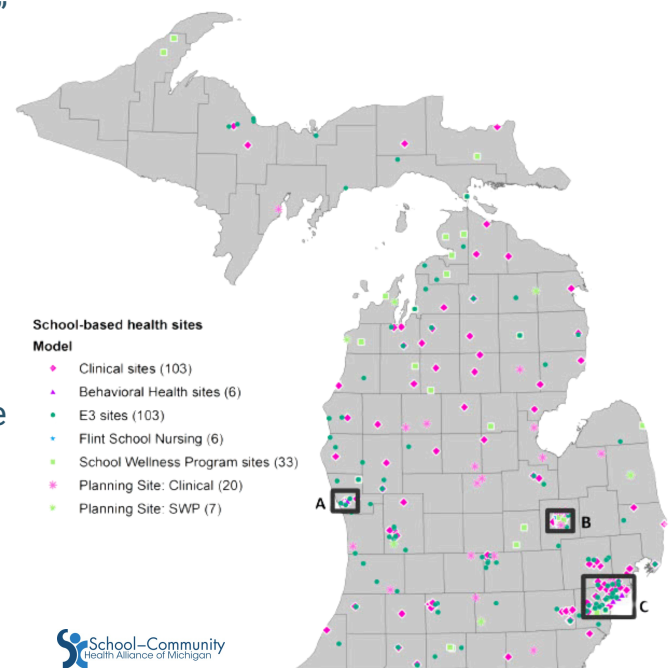 ”
School-based health sites
Model
Clinical sites (103)
Behavioral Health sites (6)
E3 sites (103)
e
Flint School Nursing (6)
School Wellness Program sites (33)
Planning Site: Clinical (20)
Planning Site: SWP (7)
A
B
C
School–Community
Health Alliance of Michigan